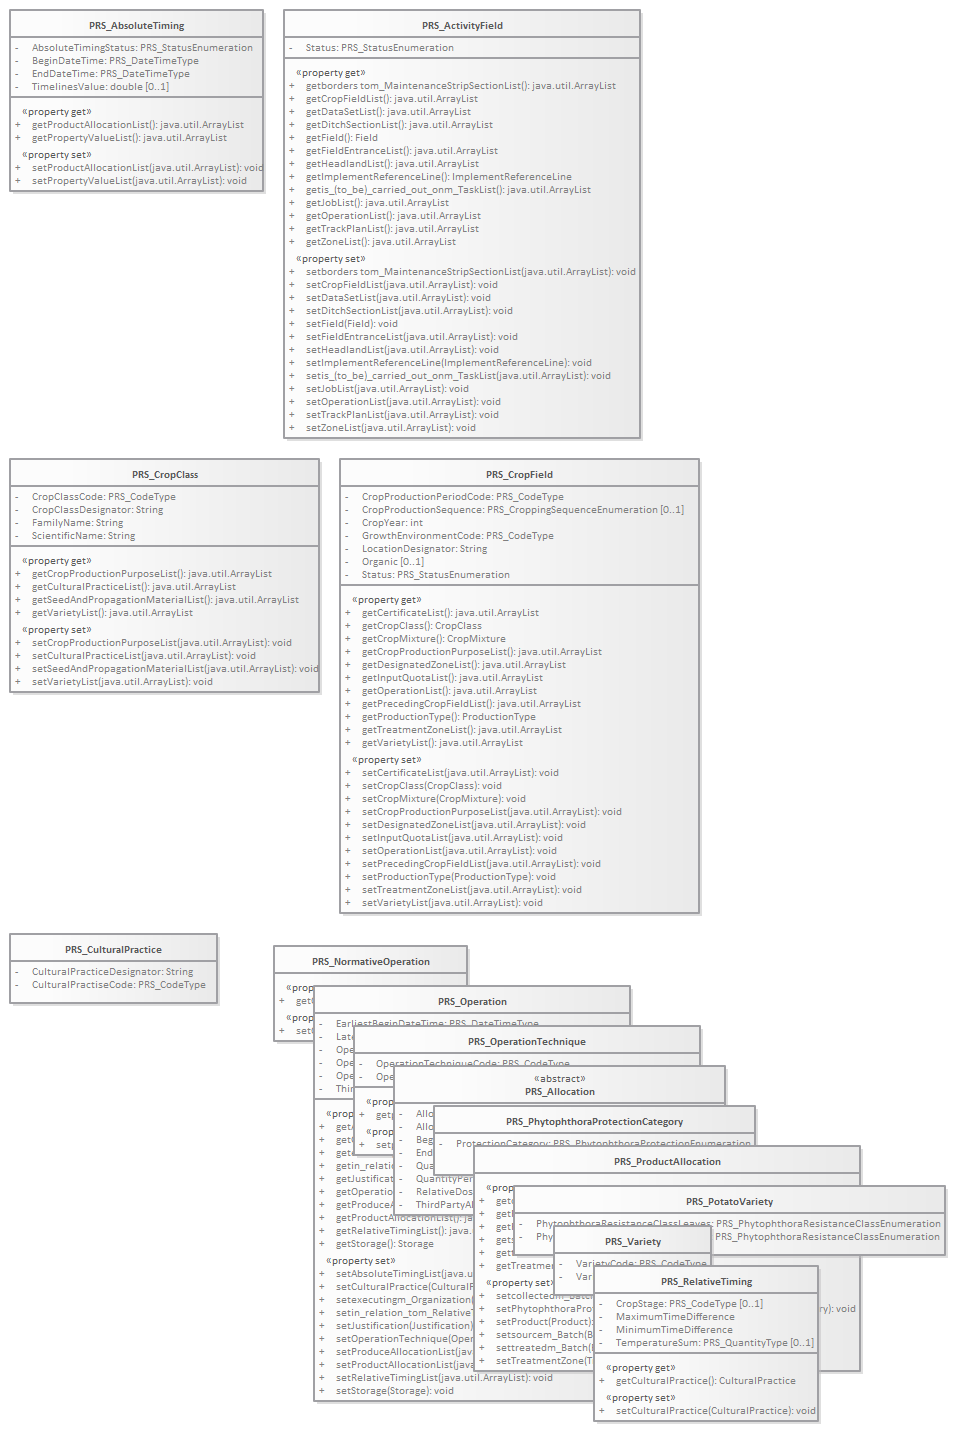 PRS_AbsoluteTiming
- AbsoluteTimingStatus: PRS_StatusEnumeration
- BeginDateTime: PRS_DateTimeType
- EndDateTime: PRS_DateTimeType
- TimelinesValue: double [0..1]
«property get»
+ getProductAllocationList(): java.util.ArrayList
+ getPropertyValueList(): java.util.ArrayList
«property set»
+ setProductAllocationList(java.util.ArrayList): void
+ setPropertyValueList(java.util.ArrayList): void
PRS_ActivityField
- Status: PRS_StatusEnumeration
«property get»
+ getborders tom_MaintenanceStripSectionList(): java.util.ArrayList
+ getCropFieldList(): java.util.ArrayList
+ getDataSetList(): java.util.ArrayList
+ getDitchSectionList(): java.util.ArrayList
+ getField(): Field
+ getFieldEntranceList(): java.util.ArrayList
+ getHeadlandList(): java.util.ArrayList
+ getImplementReferenceLine(): ImplementReferenceLine
+ getis_(to_be)_carried_out_onm_TaskList(): java.util.ArrayList
+ getJobList(): java.util.ArrayList
+ getOperationList(): java.util.ArrayList
+ getTrackPlanList(): java.util.ArrayList
+ getZoneList(): java.util.ArrayList
«property set»
+ setborders tom_MaintenanceStripSectionList(java.util.ArrayList): void
+ setCropFieldList(java.util.ArrayList): void
+ setDataSetList(java.util.ArrayList): void
+ setDitchSectionList(java.util.ArrayList): void
+ setField(Field): void
+ setFieldEntranceList(java.util.ArrayList): void
+ setHeadlandList(java.util.ArrayList): void
+ setImplementReferenceLine(ImplementReferenceLine): void
+ setis_(to_be)_carried_out_onm_TaskList(java.util.ArrayList): void
+ setJobList(java.util.ArrayList): void
+ setOperationList(java.util.ArrayList): void
+ setTrackPlanList(java.util.ArrayList): void
+ setZoneList(java.util.ArrayList): void
PRS_CropClass
- CropClassCode: PRS_CodeType
- CropClassDesignator: String
- FamilyName: String
- ScientificName: String
«property get»
+ getCropProductionPurposeList(): java.util.ArrayList
+ getCulturalPracticeList(): java.util.ArrayList
+ getSeedAndPropagationMaterialList(): java.util.ArrayList
+ getVarietyList(): java.util.ArrayList
«property set»
+ setCropProductionPurposeList(java.util.ArrayList): void
+ setCulturalPracticeList(java.util.ArrayList): void
+ setSeedAndPropagationMaterialList(java.util.ArrayList): void
+ setVarietyList(java.util.ArrayList): void
PRS_CropField
- CropProductionPeriodCode: PRS_CodeType
- CropProductionSequence: PRS_CroppingSequenceEnumeration [0..1]
- CropYear: int
- GrowthEnvironmentCode: PRS_CodeType
- LocationDesignator: String
- Organic [0..1]
- Status: PRS_StatusEnumeration
«property get»
+ getCertificateList(): java.util.ArrayList
+ getCropClass(): CropClass
+ getCropMixture(): CropMixture
+ getCropProductionPurposeList(): java.util.ArrayList
+ getDesignatedZoneList(): java.util.ArrayList
+ getInputQuotaList(): java.util.ArrayList
+ getOperationList(): java.util.ArrayList
+ getPrecedingCropFieldList(): java.util.ArrayList
+ getProductionType(): ProductionType
+ getTreatmentZoneList(): java.util.ArrayList
+ getVarietyList(): java.util.ArrayList
«property set»
+ setCertificateList(java.util.ArrayList): void
+ setCropClass(CropClass): void
+ setCropMixture(CropMixture): void
+ setCropProductionPurposeList(java.util.ArrayList): void
+ setDesignatedZoneList(java.util.ArrayList): void
+ setInputQuotaList(java.util.ArrayList): void
+ setOperationList(java.util.ArrayList): void
+ setPrecedingCropFieldList(java.util.ArrayList): void
+ setProductionType(ProductionType): void
+ setTreatmentZoneList(java.util.ArrayList): void
+ setVarietyList(java.util.ArrayList): void
PRS_CulturalPractice
- CulturalPracticeDesignator: String
- CulturalPractiseCode: PRS_CodeType
PRS_NormativeOperation
«prop
+ get
«prop
+ set
PRS_Operation
- EarliestBeginDateTime: PRS_DateTimeType
- Late
- Ope
- Ope
- Ope
- Thir
«prop
+ get
+ get
+ gete
+ getin_relati
+ getJustificat
+ getOperation
+ getProduceA
+ getProductAllocationList(): j
+ getRelativeTimingList(): java.
+ getStorage(): Storage
«property set»
+ setAbsoluteTimingList(java.u
+ setCulturalPractice(CulturalP
+ setexecutingm_Organization(
+ setin_relation_tom_RelativeT
+ setJustification(Justification)
+ setOperationTechnique(Oper
+ setProduceAllocationList(jav
+ setProductAllocationList(java
+ setRelativeTimingList(java.util.ArrayList): void
+ setStorage(Storage): void
PRS_OperationTechnique
- OperationTechniqueCode: PRS_CodeType
- Ope
«prop
+ getp
«prop
+ setp
«abstract»
PRS_Allocation
- Allo
- Allo
- Beg
- End
- Qua
- QuantityPer
- RelativeDos
- ThirdPartyAl
PRS_PhytophthoraProtectionCategory
- ProtectionCategory: PRS_PhytophthoraProtectionEnumeration
PRS_ProductAllocation
«prop
+ getc
+ get
+ get
+ gets
+ gett
+ getTreatmen
«property set»
+ setcollectedm_Batch
+ setPhytophthoraPro
ry): void
+ setProduct(Product):
+ setsourcem_Batch(B
+ settreatedm_Batch(
+ setTreatmentZone(T
PRS_PotatoVariety
- PhytophthoraResistanceClassLeaves: PRS_PhytophthoraResistanceClassEnumeration
- Phy
PRS_PhytophthoraResistanceClassEnumeration
PRS_Variety
- VarietyCode: PRS_CodeType
- Var
PRS_RelativeTiming
- CropStage: PRS_CodeType [0..1]
- MaximumTimeDifference
- MinimumTimeDifference
- TemperatureSum: PRS_QuantityType [0..1]
«property get»
+ getCulturalPractice(): CulturalPractice
«property set»
+ setCulturalPractice(CulturalPractice): void